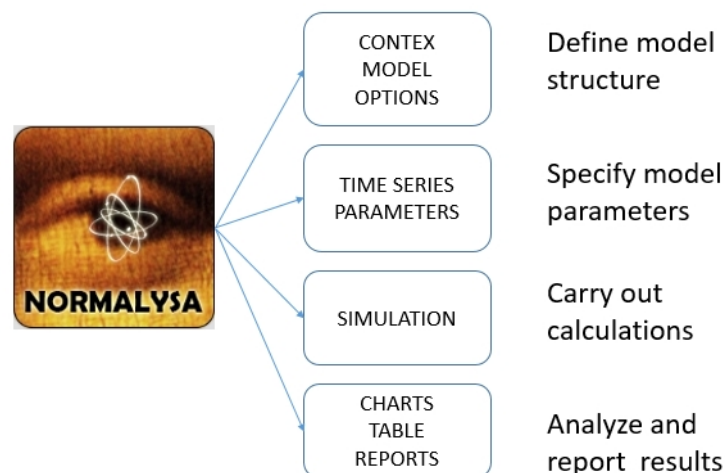 CONTEX
MODEL
OPTIONS
Define model
structure
TIME SERIES
PARAMETERS
Specify model
parameters
NORMALYSA
SIMULATION
Carry out
calculations
CHARTS
TABLE
REPORTS
Analyze and
report results